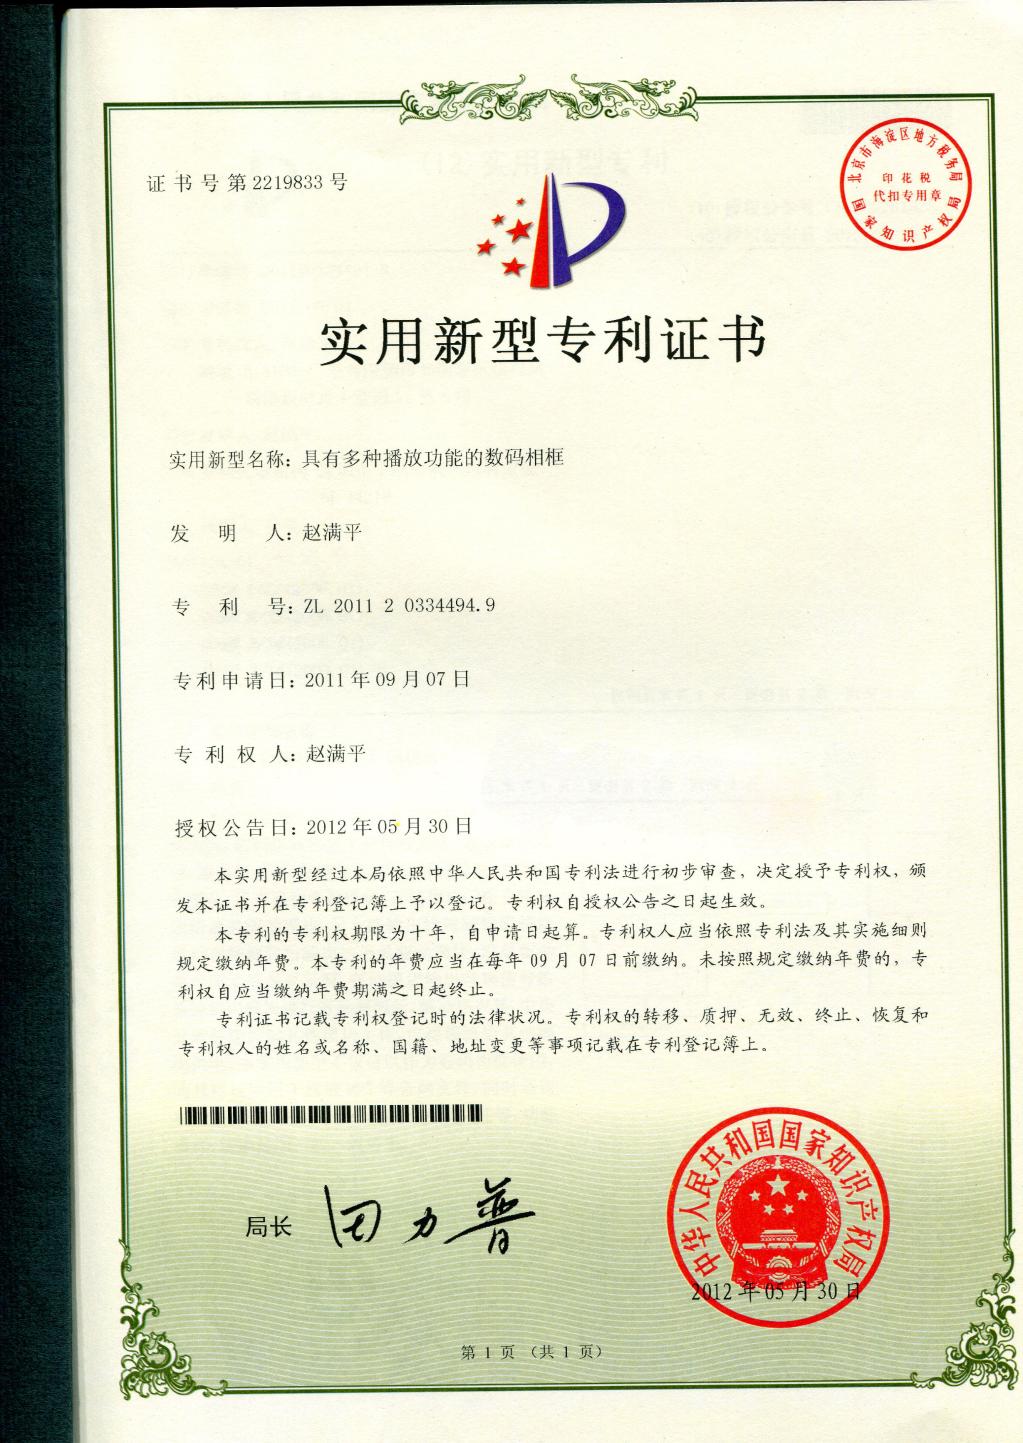 证书号第2219833号
北京市海淀区地方税务局
印花税
代扣专用章
国家知识产权局
实用新型专利证书
实用新型名称：具有多种播放功能的数码相框
发明人：赵满平
专利号：ZL 2011 2 0334494.9
专利申请日：2011年09月07日
专利权人：赵满平
授权公告日：2012年05月30日
本实用新型经过本局依照中华人民共和国专利法进行初步审查，决定授予专利权，颁
发本证书并在专利登记簿上予以登记。专利权自授权公告之日起生效。
本专利的专利权期限为十年，自申请日起算。专利权人应当依照专利法及其实施细则
规定缴纳年费。本专利的年费应当在每年09月07日前缴纳。未按照规定缴纳年费的，专
利权自应当缴纳年费期满之日起终止。
专利证书记载专利权登记时的法律状况。专利权的转移、质押、无效、终止、恢复和
专利权人的姓名或名称、国籍、地址变更等事项记载在专利登记簿上。
局长 田力普
中华人民共和国国家知识产权局
2012年05月30日
第1页（共1页）